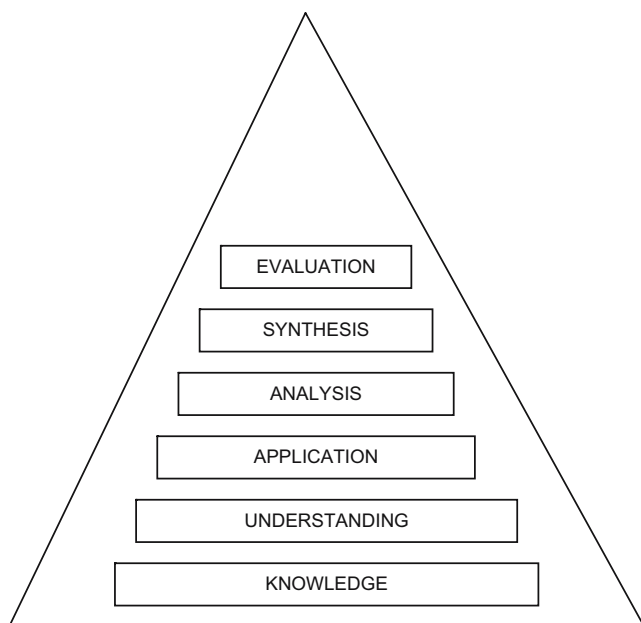 EVALUATION
SYNTHESIS
ANALYSIS
APPLICATION
UNDERSTANDING
KNOWLEDGE